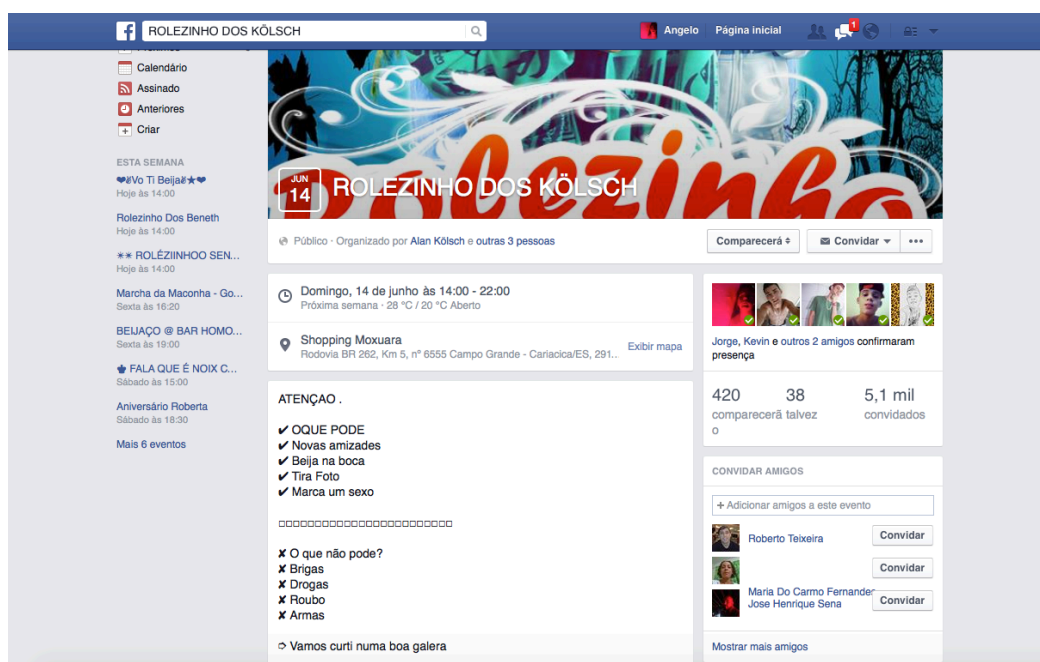 ROLEZINHO DOS KÖLSCH
Angelo
Página inicial
1
Calendário
Assinado
Anteriores
Criar
ESTA SEMANA
❤✌Vo Ti Beija✌★❤
Hoje às 14:00
Rolezinho Dos Beneth
Hoje às 14:00
✶✶ ROLÉZIINHOO SEN...
Hoje às 14:00
Marcha da Maconha - Go...
Sexta às 16:20
BEIJAÇO @ BAR HOMO...
Sexta às 19:00
♚ FALA QUE É NOIX C...
Sábado às 15:00
Aniversário Roberta
Sábado às 18:30
Mais 6 eventos
Rolezinho
JUN
14
ROLEZINHO DOS KÖLSCH
Público · Organizado por Alan Kölsch e outras 3 pessoas
Comparecerá
Convidar
Domingo, 14 de junho às 14:00 - 22:00
Próxima semana · 28 °C / 20 °C Aberto
Shopping Moxuara
Rodovia BR 262, Km 5, nº 6555 Campo Grande - Cariacica/ES, 291..
Exibir mapa
ATENÇAO .
✔ OQUE PODE
✔ Novas amizades
✔ Beija na boca
✔ Tira Foto
✔ Marca um sexo
□□□□□□□□□□□□□□□□□□□□□□□□
✘ O que não pode?
✘ Brigas
✘ Drogas
✘ Roubo
✘ Armas
➲ Vamos curti numa boa galera
Jorge, Kevin e outros 2 amigos confirmaram
presença
420 38 5,1 mil
comparecerã talvez convidados
o
CONVIDAR AMIGOS
+ Adicionar amigos a este evento
Roberto Teixeira
Convidar
Convidar
Maria Do Carmo Fernandes
Jose Henrique Sena
Convidar
Mostrar mais amigos